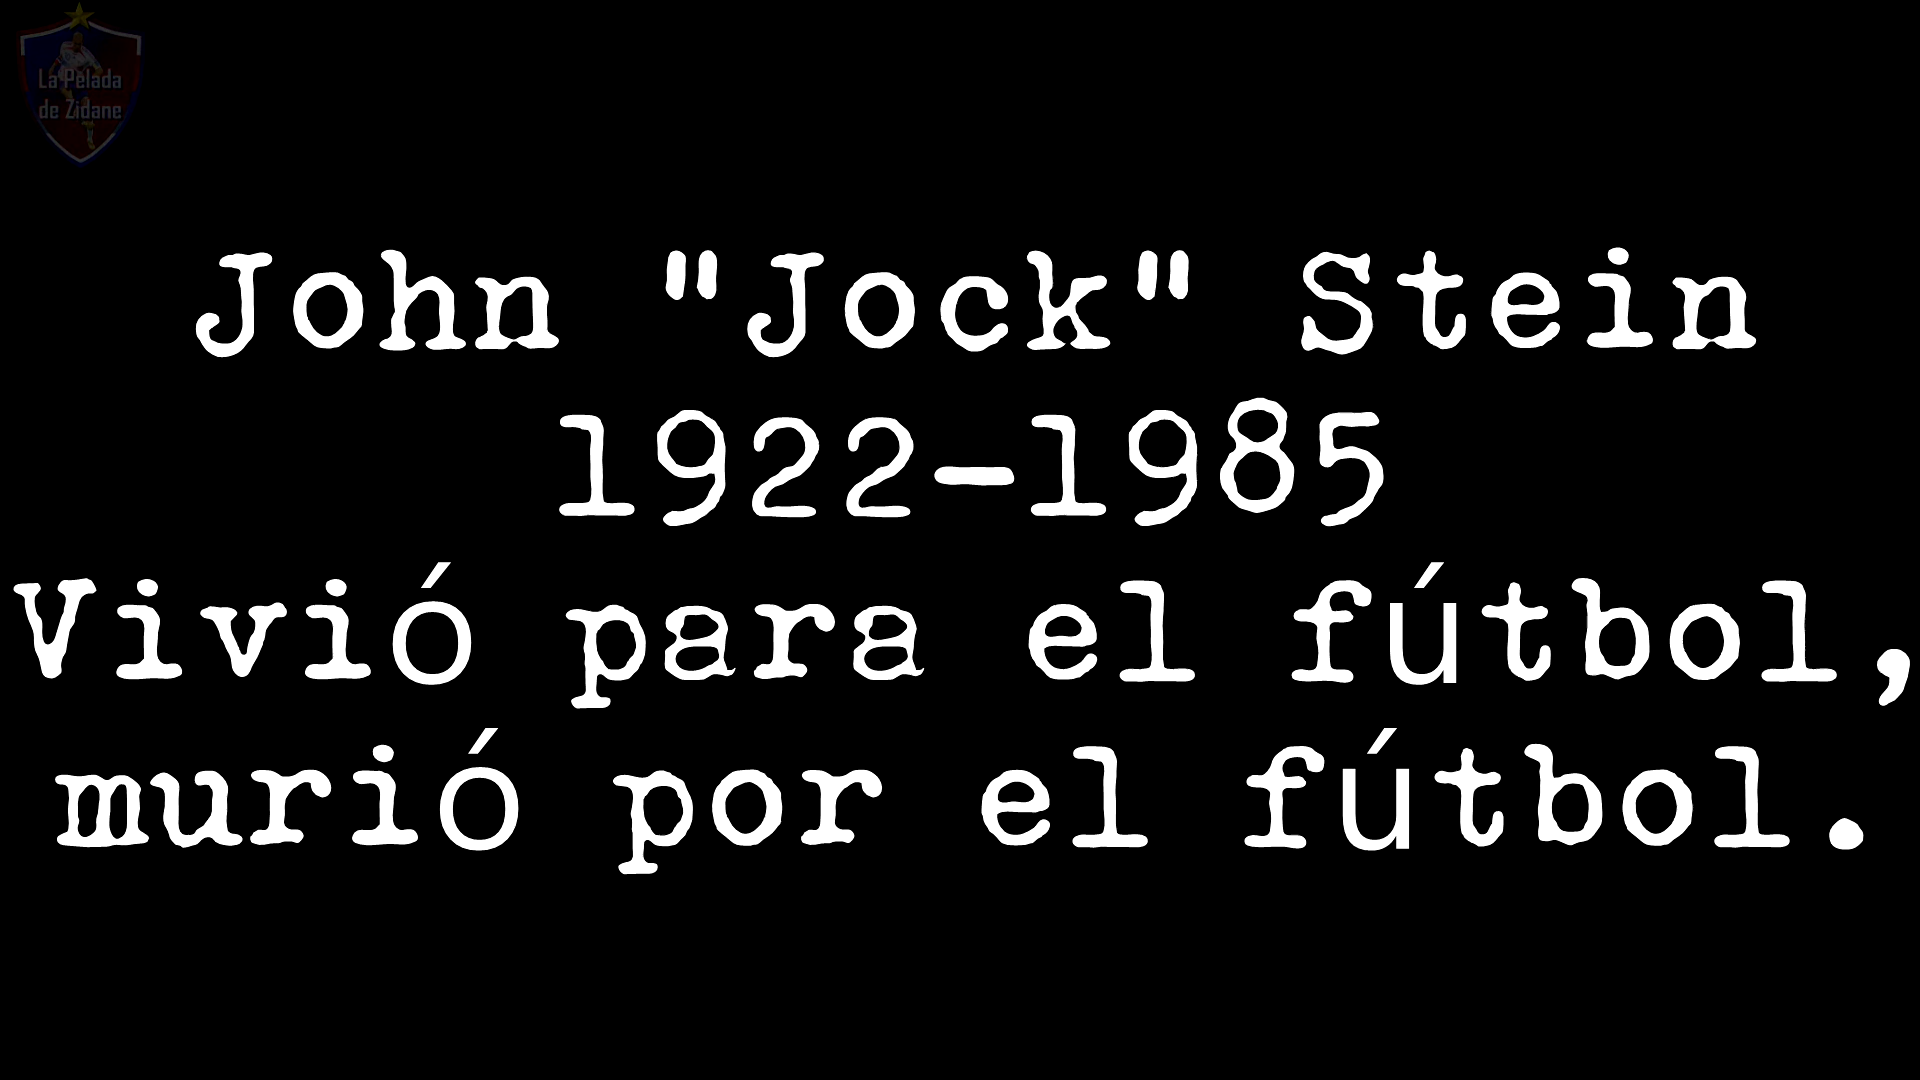 La Pelada
de Zidane
John "Jock" Stein
1922-1985
Vivió para el fútbol,
murió por el fútbol.